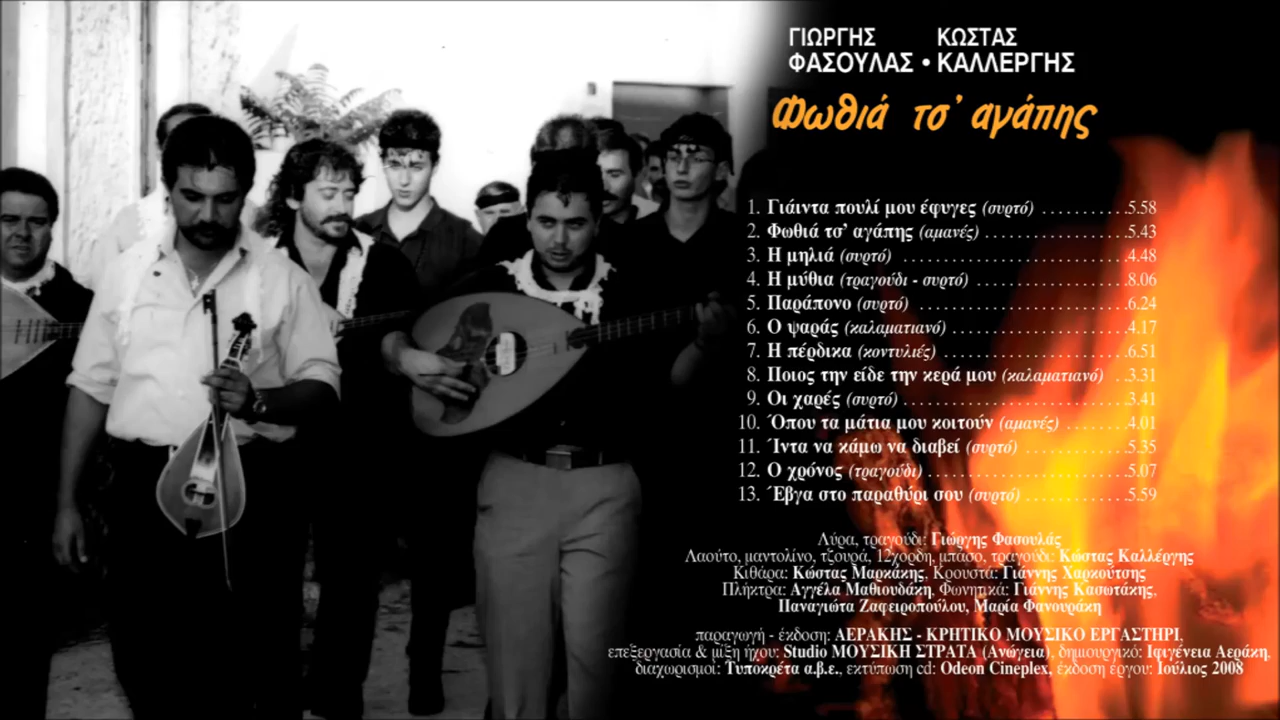 ΓΙΩΡΓΗΣ ΚΩΣΤΑΣ
ΦΑΣΟΥΛΑΣ • ΚΑΛΛΕΡΓΗΣ
Φωθιά τσ' αγάπης
1. Γιάιντα πουλί μου έφυγες (συρτό) ...........5.58
2. Φωθιά τσ' αγάπης (αμανές) ..................5.43
3. Η μηλιά (συρτό) ............................4.48
4. Η μύθια (τραγούδι - συρτό) ....................8.06
5. Παράπονο (συρτό) ..........................6.24
6. Ο ψαράς (καλαματιανό) ......................4.17
7. Η πέρδικα (κοντυλιές) .......................6.51
8. Ποιος την είδε την κερά μου (καλαματιανό) ..3.31
9. Οι χαρές (συρτό) ............................3.41
10. Όπου τα μάτια μου κοιτούν (αμανές) ........4.01
11. Ίντα να κάμω να διαβεί (συρτό) ..............5.35
12. Ο χρόνος (τραγούδι) ........................5.07
13. Έβγα στο παραθύρι σου (συρτό) .............5.59
Λύρα, τραγούδι: Γιώργης Φασουλάς
Λαούτο, μαντολίνο, τζουρά, 12χορδη, μπάσο, τραγούδι: Κώστας Καλλέργης
Κιθάρα: Κώστας Μαρκάκης, Κρουστά: Γιάννης Χαρκούτσης
Πλήκτρα: Αγγέλα Μαθιουδάκη, Φωνητικά: Γιάννης Κασωτάκης,
Παναγιώτα Ζαφειροπούλου, Μαρία Φανουράκη
παραγωγή - έκδοση: ΑΕΡΑΚΗΣ - ΚΡΗΤΙΚΟ ΜΟΥΣΙΚΟ ΕΡΓΑΣΤΗΡΙ,
επεξεργασία & μίξη ήχου: Studio ΜΟΥΣΙΚΗ ΣΤΡΑΤΑ (Ανώγεια), δημιουργικό: Ιφιγένεια Αεράκη,
διαχωρισμοί: Τυποκρέτα α.β.ε., εκτύπωση cd: Odeon Cineplex, έκδοση έργου: Ιούλιος 2008